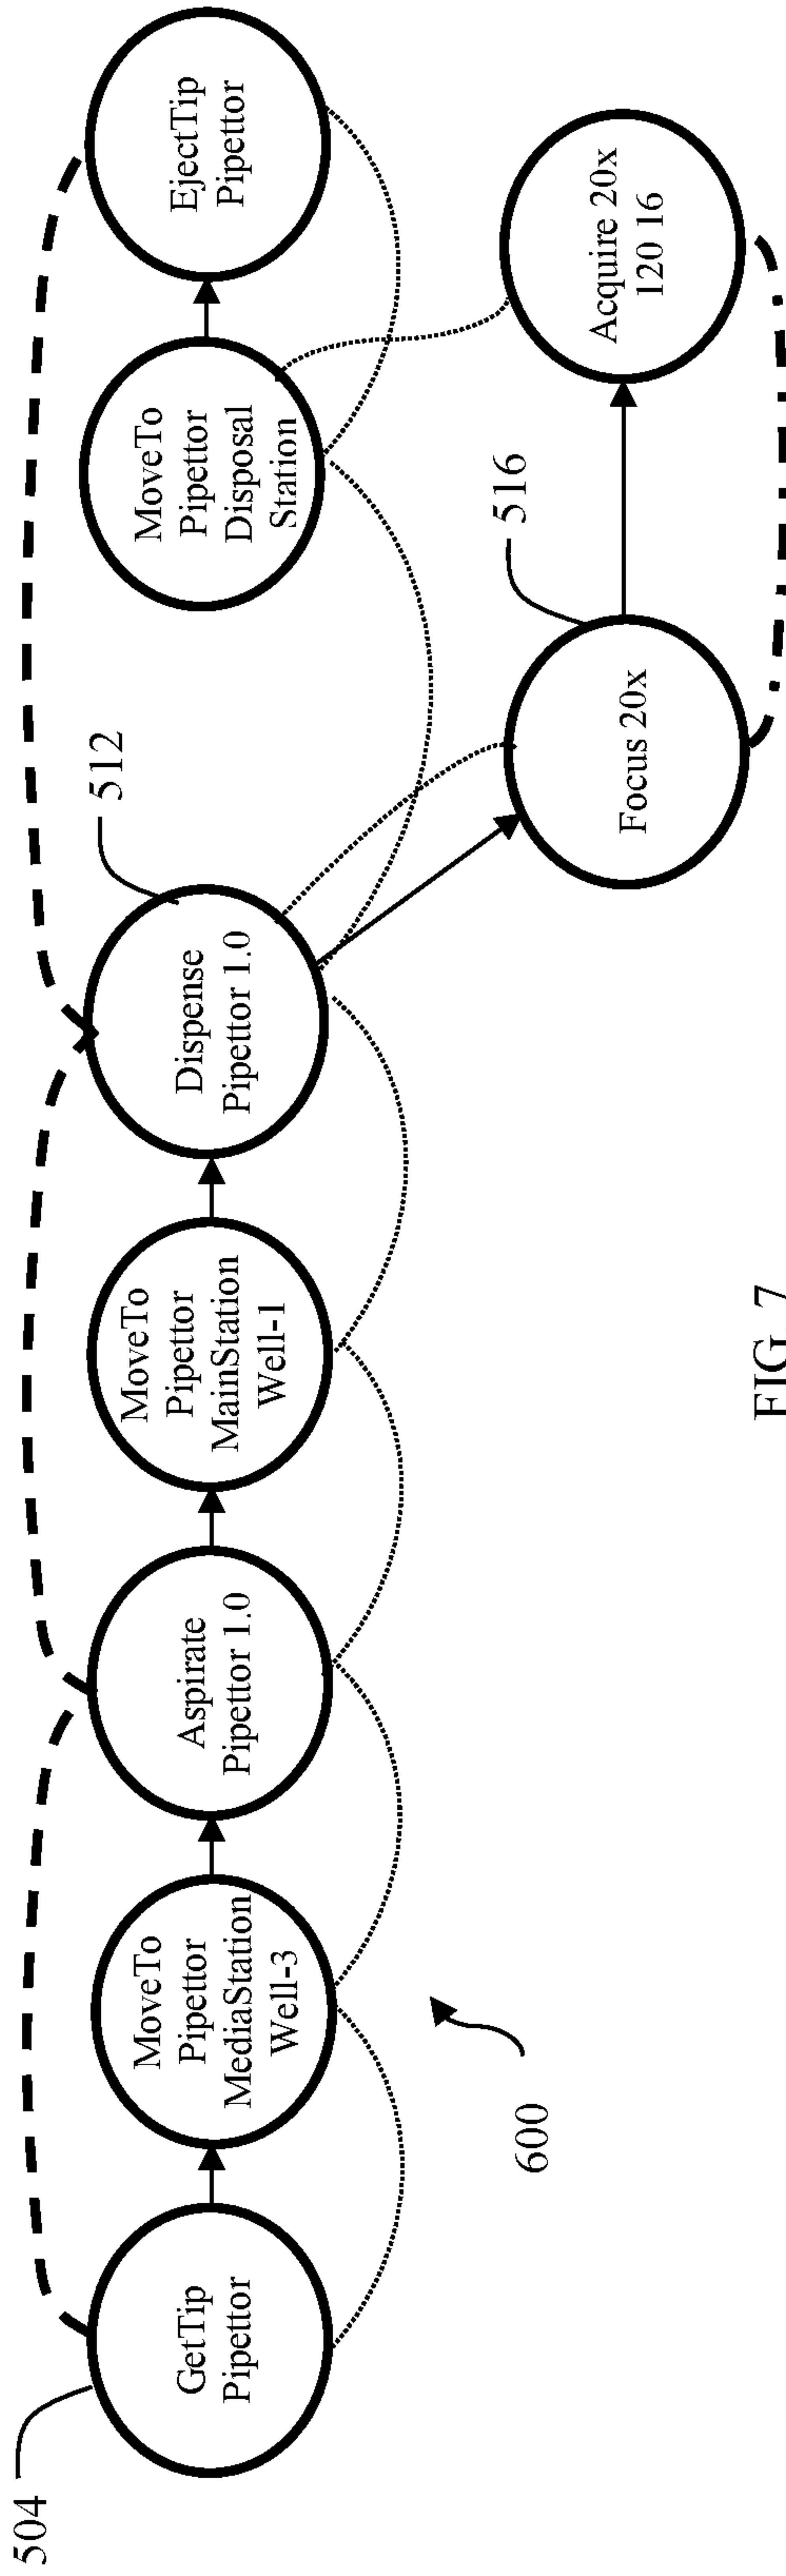 504
GetTip
Pipettor
MoveTo
Pipettor
MediaStation
Well-3
Aspirate
Pipettor 1.0
MoveTo
Pipettor
MainStation
Well-1
Dispense
Pipettor 1.0
512
MoveTo
Pipettor
Disposal
Station
EjectTip
Pipettor
Focus 20x
516
Acquire 20x
120 16
600
FIG. 7